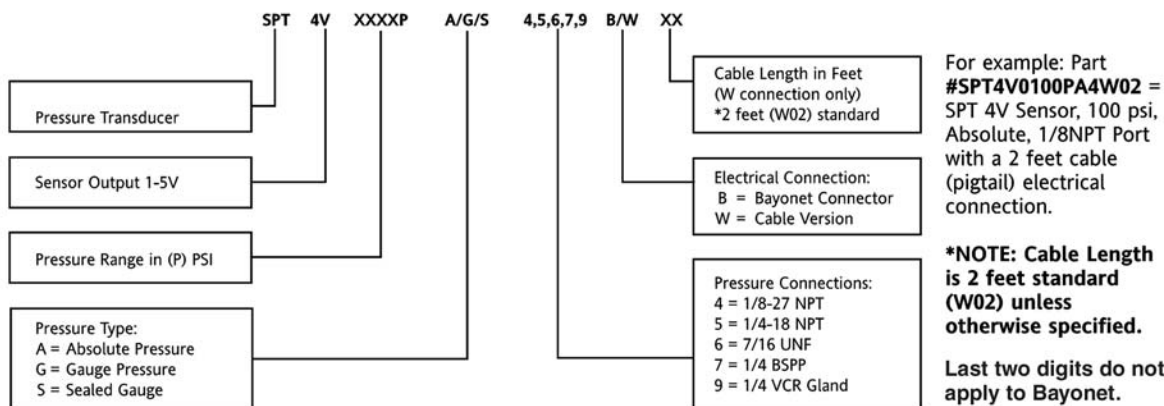 SPT 4V XXXXP A/G/S 4,5,6,7,9 B/W XX
Pressure Transducer
Sensor Output 1-5V
Pressure Range in (P) PSI
Pressure Type:
A = Absolute Pressure
G = Gauge Pressure
S = Sealed Gauge
Cable Length in Feet
(W connection only)
*2 feet (W02) standard
Electrical Connection:
B = Bayonet Connector
W = Cable Version
Pressure Connections:
4 = 1/8-27 NPT
5 = 1/4-18 NPT
6 = 7/16 UNF
7 = 1/4 BSPP
9 = 1/4 VCR Gland
For example: Part
#SPT4V0100PA4W02 =
SPT 4V Sensor, 100 psi,
Absolute, 1/8NPT Port
with a 2 feet cable
(pigtail) electrical
connection.
*NOTE: Cable Length
is 2 feet standard
(W02) unless
otherwise specified.
Last two digits do not
apply to Bayonet.